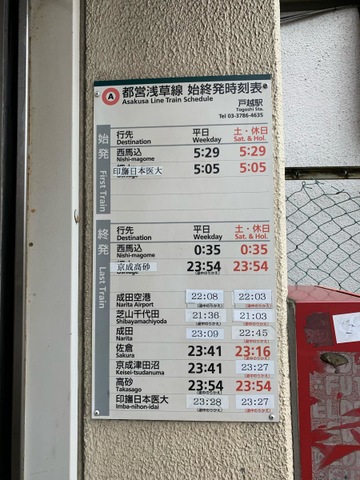 A 都営浅草線 始終発時刻表
Asakusa Line Train Schedule
戸越駅
Togoshi Sta.
Tel 03-3786-4635
始発 First Train
行先 平日 土・休日
Destination Weekday Sat. & Hol.
西馬込 5:29 5:29
Nishi-magome
印旛日本医大 5:05 5:05
終発 Last Train
行先 平日 土・休日
Destination Weekday Sat. & Hol.
西馬込 0:35 0:35
Nishi-magome
京成高砂 23:54 23:54
成田空港 22:08 22:03
Narita Airport
芝山千代田 21:36 21:03
Shibayamachiyoda
成田 23:09 22:45
Narita
佐倉 23:41 23:16
Sakura
京成津田沼 23:41 23:27
Keisei-tsudanuma
高砂 23:54 23:54
Takasago
印旛日本医大 23:28 23:27
Imba-nihon-idai